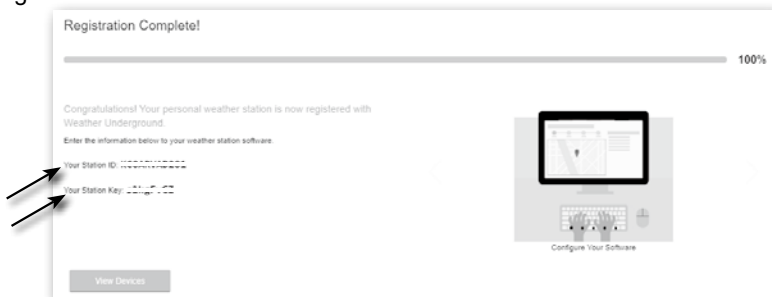 Registration Complete!
100%
Congratulations! Your personal weather station is now registered with
Weather Underground.
Enter the information below to your weather station software.
Your Station ID:
Your Station Key:
Configure Your Software
View Devices